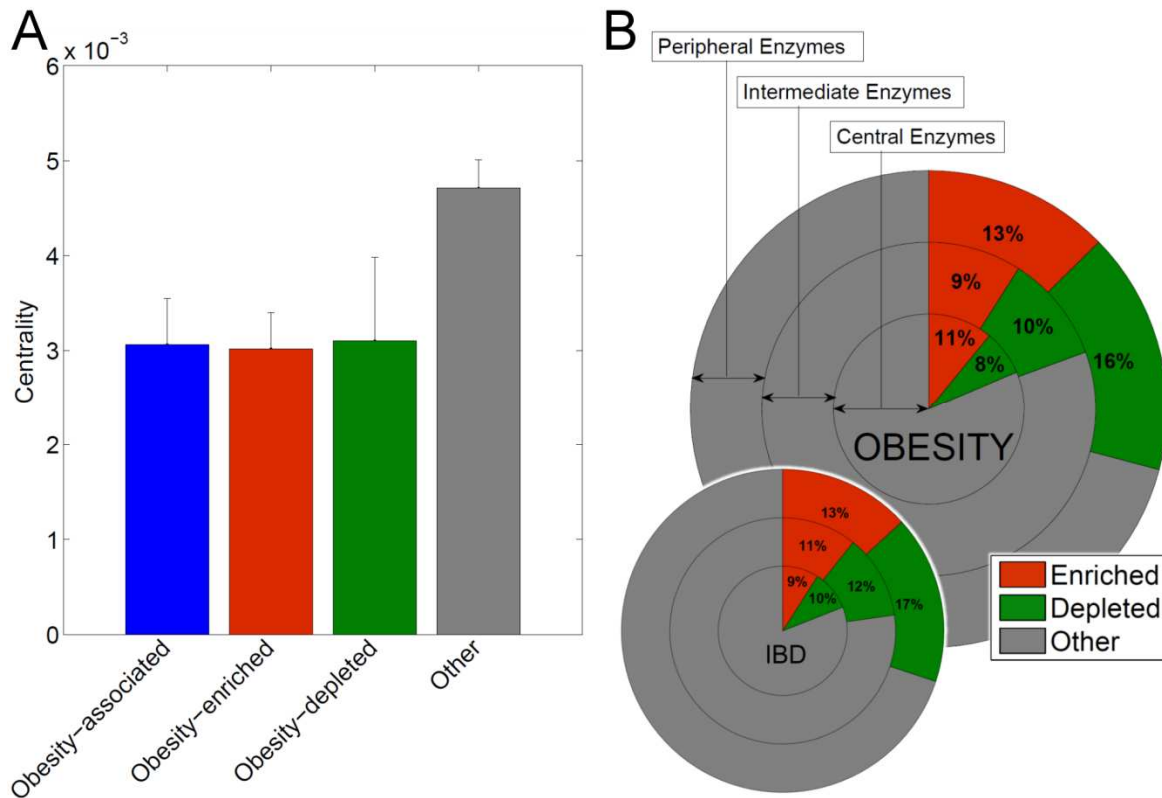 A
x 10⁻³
6
5
4
3
2
1
0
Centrality
Obesity−associated
Obesity−enriched
Obesity−depleted
Other
B
Peripheral Enzymes
Intermediate Enzymes
Central Enzymes
13%
9%
10%
11%
8%
16%
OBESITY
13%
11%
9%
12%
10%
17%
IBD
Enriched
Depleted
Other